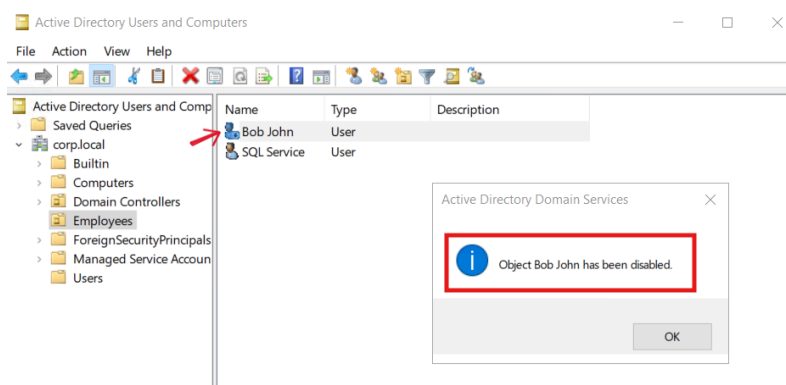 Active Directory Users and Computers
File Action View Help
Active Directory Users and Comp
Saved Queries
corp.local
Builtin
Computers
Domain Controllers
Employees
ForeignSecurityPrincipals
Managed Service Accoun
Users
Name Type Description
Bob John User
SQL Service User
Active Directory Domain Services
Object Bob John has been disabled.
OK